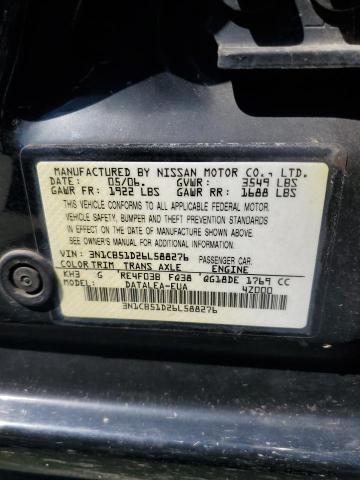 MANUFACTURED BY NISSAN MOTOR CO., LTD.
DATE: 05/06. GVWR: 3549 LBS
GAWR FR: 1922 LBS GAWR RR: 1688 LBS
THIS VEHICLE CONFORMS TO ALL APPLICABLE FEDERAL MOTOR
VEHICLE SAFETY, BUMPER AND THEFT PREVENTION STANDARDS
IN EFFECT ON THE DATE OF MANUFACTURE SHOWN ABOVE.
SEE OWNER'S MANUAL FOR ADDITIONAL INFORMATION.
VIN: 3N1CB51D26L588276 PASSENGER CAR.
COLOR TRIM TRANS AXLE ENGINE
KH3 G RE4F03B FQ38 QG18DE 1769 CC
MODEL: DATALEA-EUA 4Z000
3N1CB51D26L588276